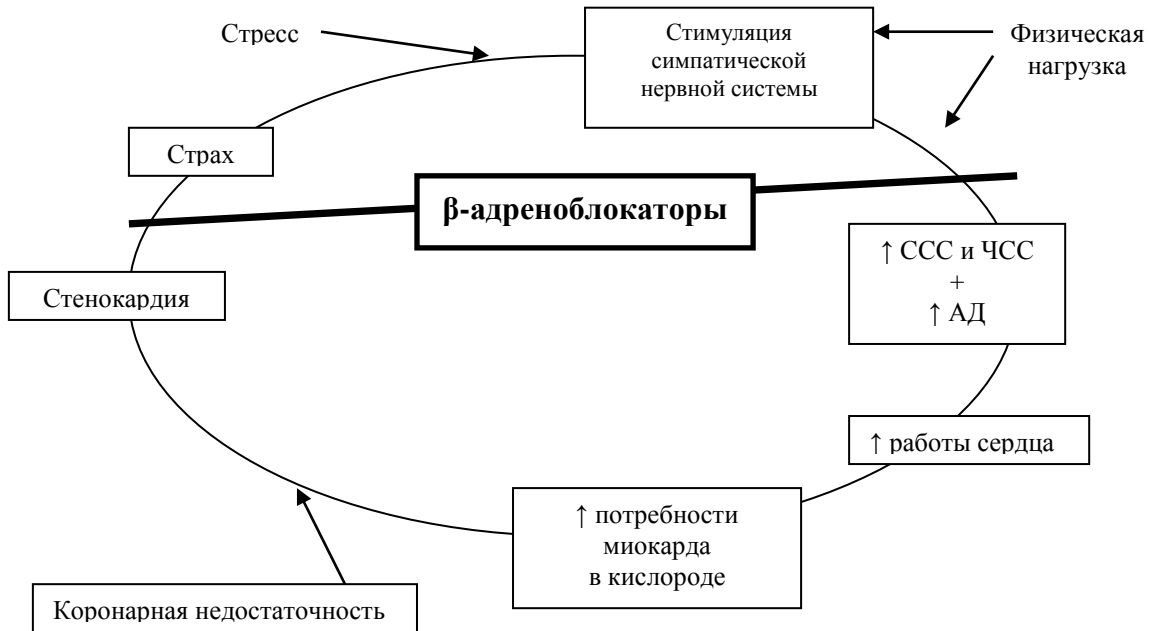 Стресс
Стимуляция
симпатической
нервной системы
Физическая
нагрузка
Страх
β-адреноблокаторы
↑ ССС и ЧСС
+
↑ АД
Стенокардия
↑ работы сердца
↑ потребности
миокарда
в кислороде
Коронарная недостаточность